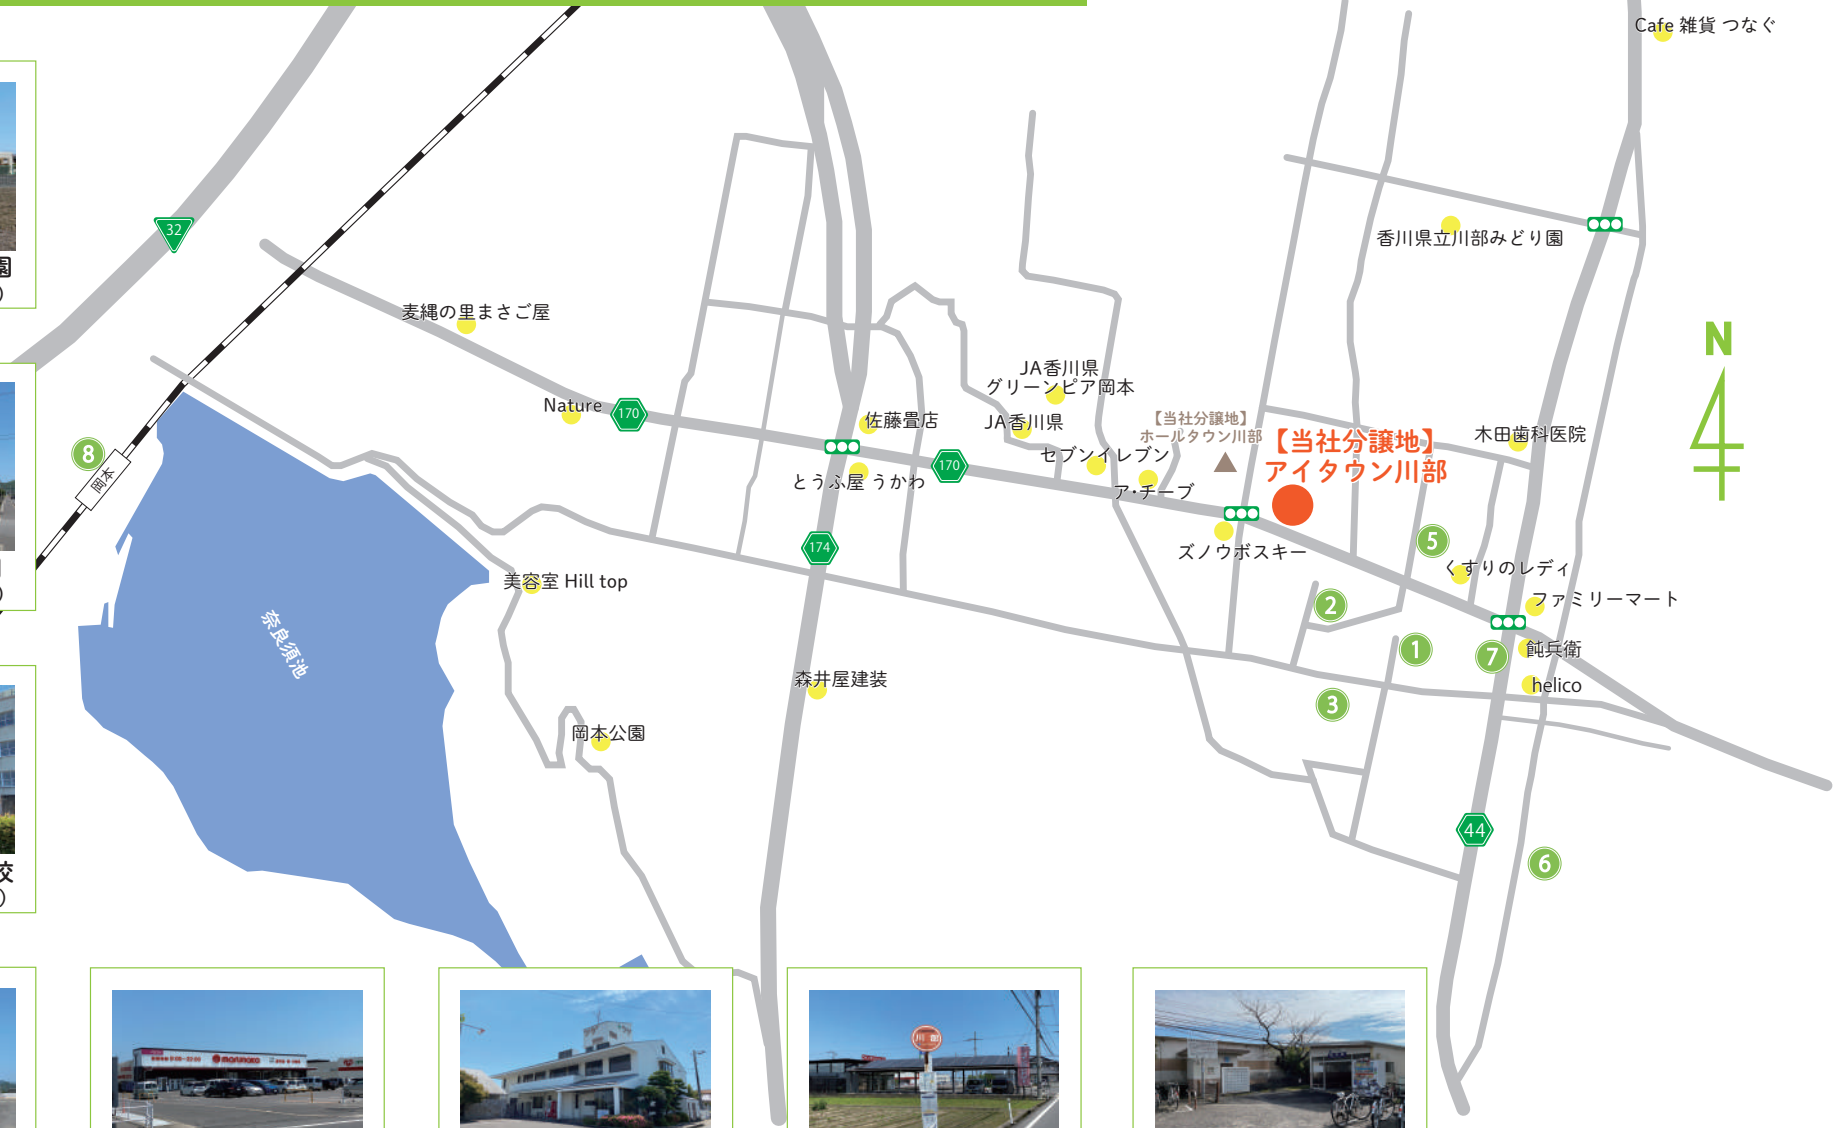 Cafe 雑貨 つなぐ
32
園
)
香川県立川部みどり園
麦縄の里まさご屋
N
JA香川県
グリーンピア岡本
Nature
170
佐藤畳店
JA香川県
【当社分譲地】
ホールタウン川部
【当社分譲地】
アイタウン川部
木田歯科医院
8
岡本
セブンイレブン
170
とうふ屋 うかわ
ア・チーブ
174
ズノウボスキー
5
くすりのレディ
)
美容室 Hill top
2
ファミリーマート
奈良須池
1
7
飩兵衛
森井屋建装
helico
3
岡本公園
44
6
校
)
marunaka
川部